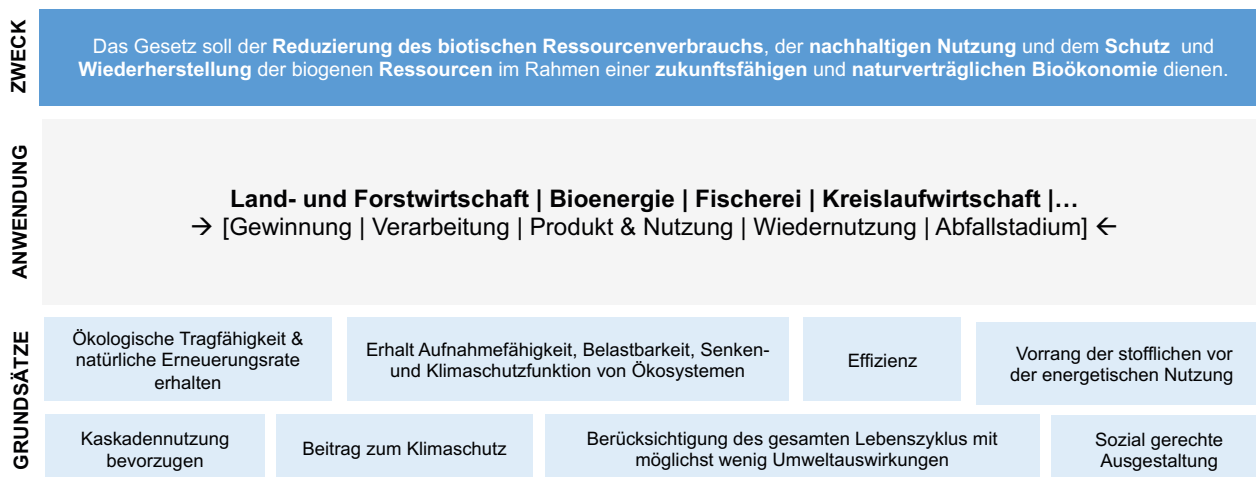 ZWECK
Das Gesetz soll der Reduzierung des biotischen Ressourcenverbrauchs, der nachhaltigen Nutzung und dem Schutz und
Wiederherstellung der biogenen Ressourcen im Rahmen einer zukunftsfähigen und naturverträglichen Bioökonomie dienen.
ANWENDUNG
Land- und Forstwirtschaft | Bioenergie | Fischerei | Kreislaufwirtschaft |…
→ [Gewinnung | Verarbeitung | Produkt & Nutzung | Wiedernutzung | Abfallstadium] ←
GRUNDSÄTZE
Ökologische Tragfähigkeit &
natürliche Erneuerungsrate
erhalten
Erhalt Aufnahmefähigkeit, Belastbarkeit, Senken-
und Klimaschutzfunktion von Ökosystemen
Effizienz
Vorrang der stofflichen vor
der energetischen Nutzung
Kaskadennutzung
bevorzugen
Beitrag zum Klimaschutz
Berücksichtigung des gesamten Lebenszyklus mit
möglichst wenig Umweltauswirkungen
Sozial gerechte
Ausgestaltung